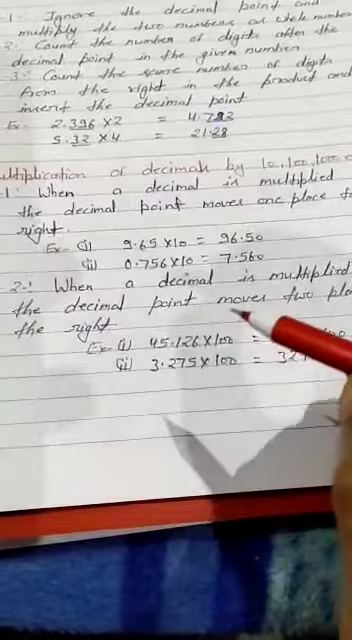 1. Ignore the decimal point and
multiply the two numbers as whole number
2. Count the number of digits after the
decimal point in the given number
3. Count the same number of digits
from the right in the product and
insert the decimal point
Ex- 2.396 X 2 = 4.792
5.32 X 4 = 21.28
Multiplication of decimals by 10, 100, 1000
1: When a decimal is multiplied
the decimal point moves one place
right.
Ex- (i) 9.65 X 10 = 96.50
(ii) 0.756 X 10 = 7.560
2: When a decimal is multiplied
the decimal point moves two
the right.
Ex- (i) 45.126 X 100 =
(ii) 3.275 X 100 = 32